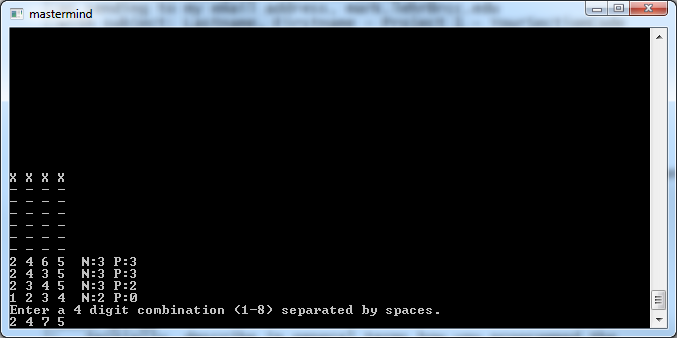 mastermind
X X X X
- - - -
- - - -
- - - -
- - - -
- - - -
- - - -
2 4 6 5 N:3 P:3
2 4 3 5 N:3 P:3
2 3 4 5 N:3 P:2
1 2 3 4 N:2 P:0
Enter a 4 digit combination (1-8) separated by spaces.
2 4 7 5